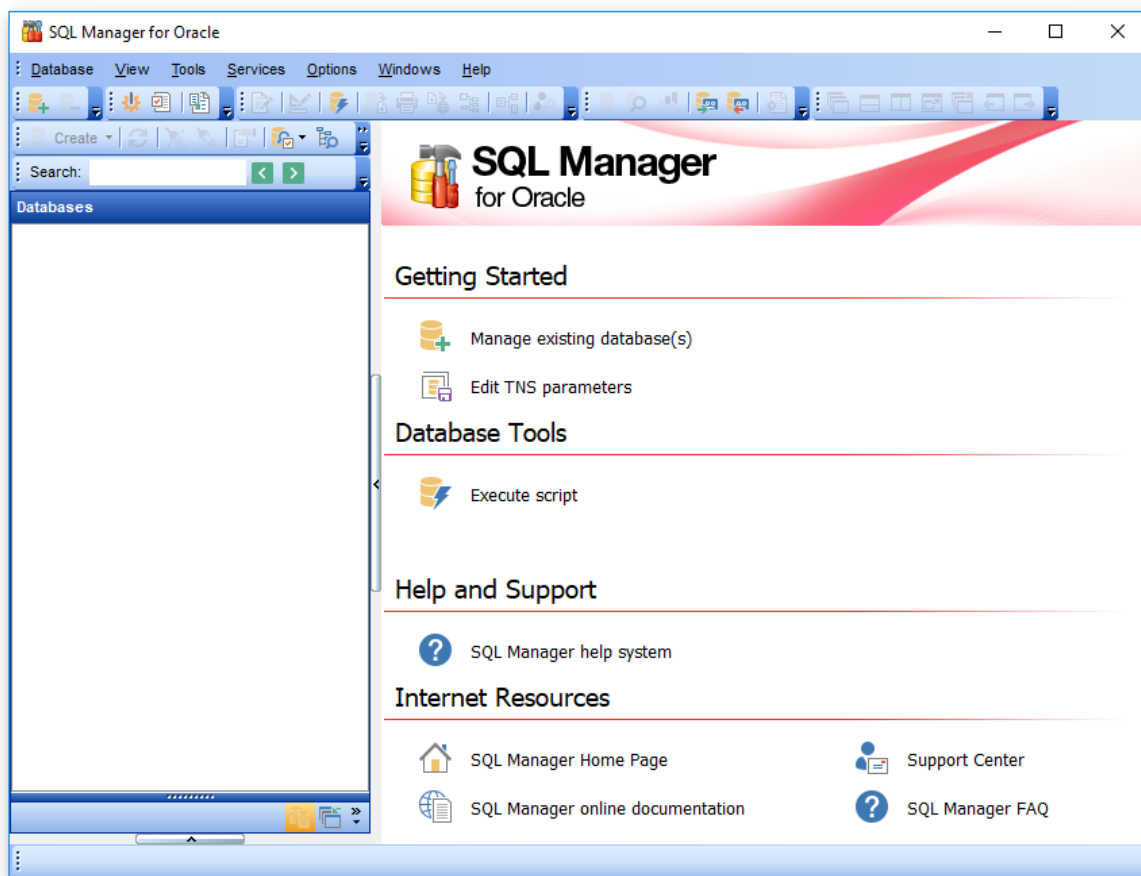 SQL Manager for Oracle
Database View Tools Services Options Windows Help
Create
Search:
Databases
SQL Manager
for Oracle
Getting Started
Manage existing database(s)
Edit TNS parameters
Database Tools
Execute script
Help and Support
SQL Manager help system
Internet Resources
SQL Manager Home Page
Support Center
SQL Manager online documentation
SQL Manager FAQ